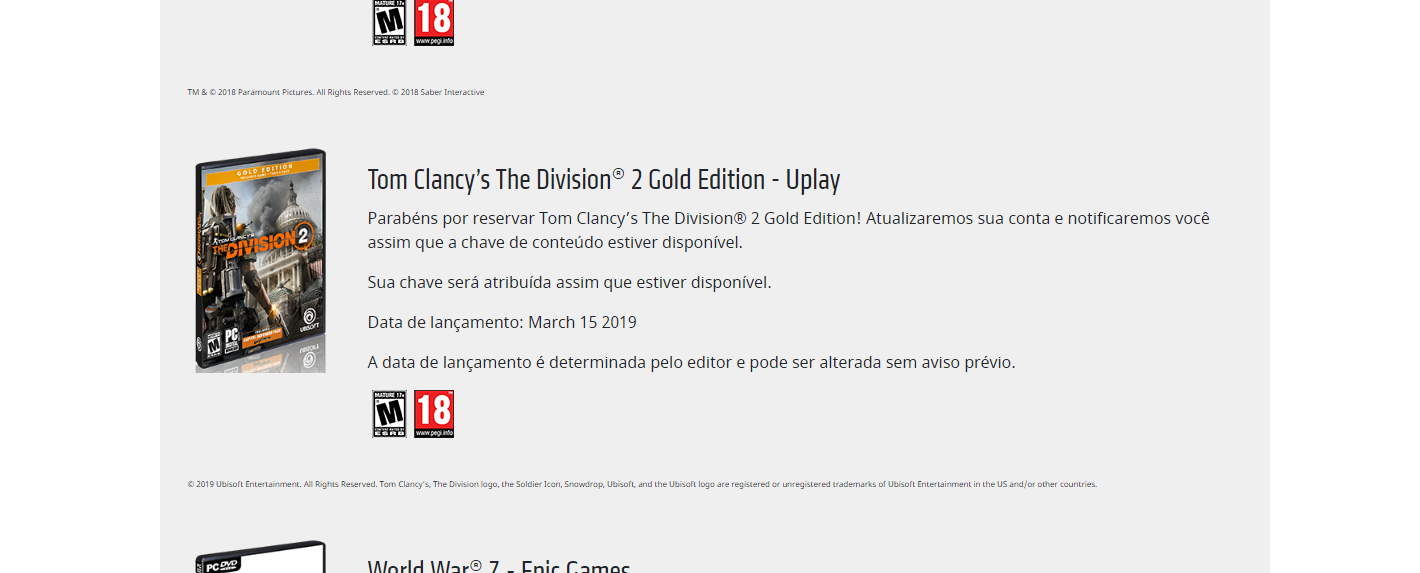 MATURE 17+
M
CONTENT RATED BY
ESRB
18
www.pegi.info
TM & © 2018 Paramount Pictures. All Rights Reserved. © 2018 Saber Interactive
GOLD EDITION
TOM CLANCY'S
THE DIVISION 2
M
PC
UBISOFT
Tom Clancy’s The Division® 2 Gold Edition - Uplay
Parabéns por reservar Tom Clancy’s The Division® 2 Gold Edition! Atualizaremos sua conta e notificaremos você
assim que a chave de conteúdo estiver disponível.
Sua chave será atribuída assim que estiver disponível.
Data de lançamento: March 15 2019
A data de lançamento é determinada pelo editor e pode ser alterada sem aviso prévio.
MATURE 17+
M
CONTENT RATED BY
ESRB
18
www.pegi.info
© 2019 Ubisoft Entertainment. All Rights Reserved. Tom Clancy's, The Division logo, the Soldier Icon, Snowdrop, Ubisoft, and the Ubisoft logo are registered or unregistered trademarks of Ubisoft Entertainment in the US and/or other countries.
PC DVD
World War® Z - Epic Games